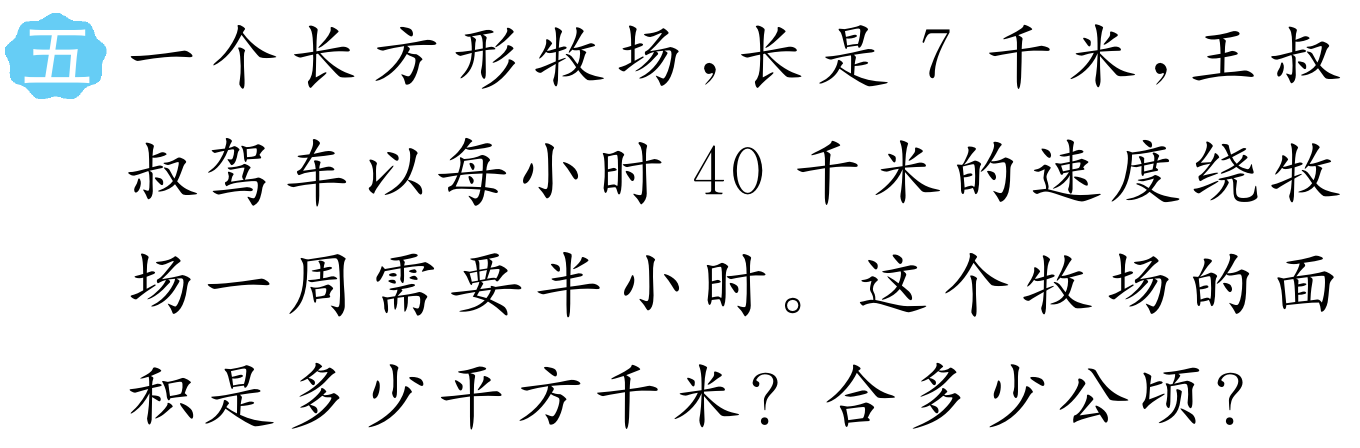 五 一个长方形牧场,长是 7 千米,王叔
叔驾车以每小时 40 千米的速度绕牧
场一周需要半小时。这个牧场的面
积是多少平方千米? 合多少公顷?